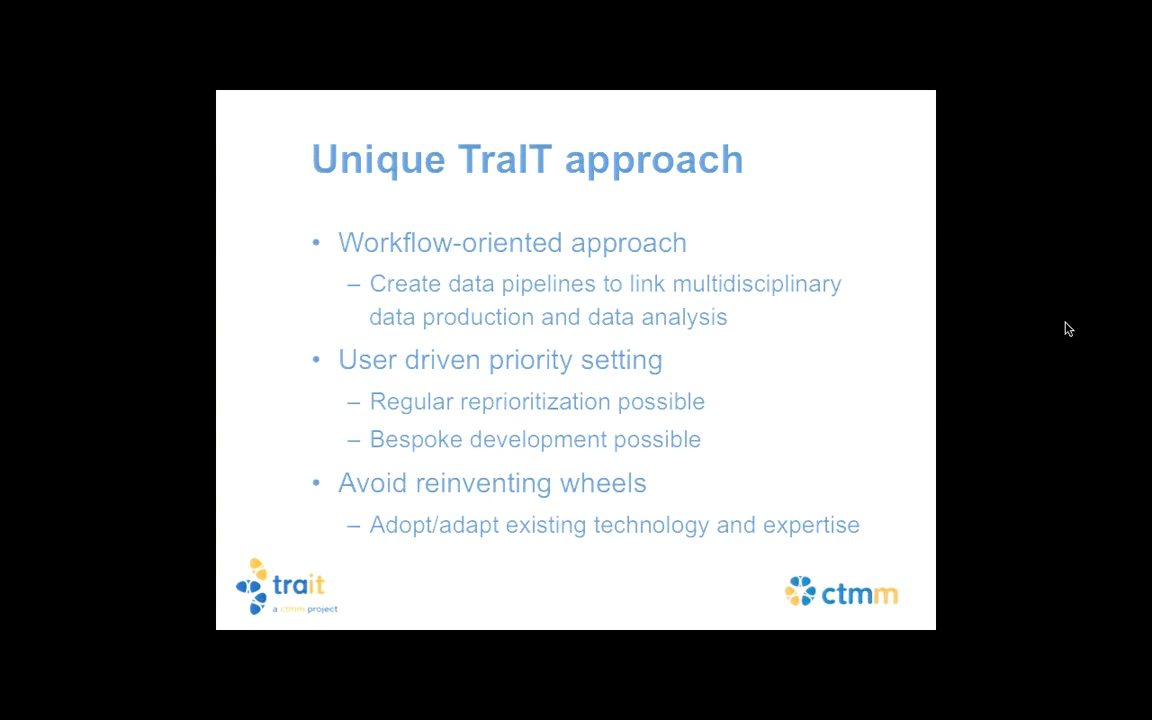 Unique TraIT approach
• Workflow-oriented approach
– Create data pipelines to link multidisciplinary
data production and data analysis
• User driven priority setting
– Regular reprioritization possible
– Bespoke development possible
• Avoid reinventing wheels
– Adopt/adapt existing technology and expertise
trait
a ctmm project
ctmm